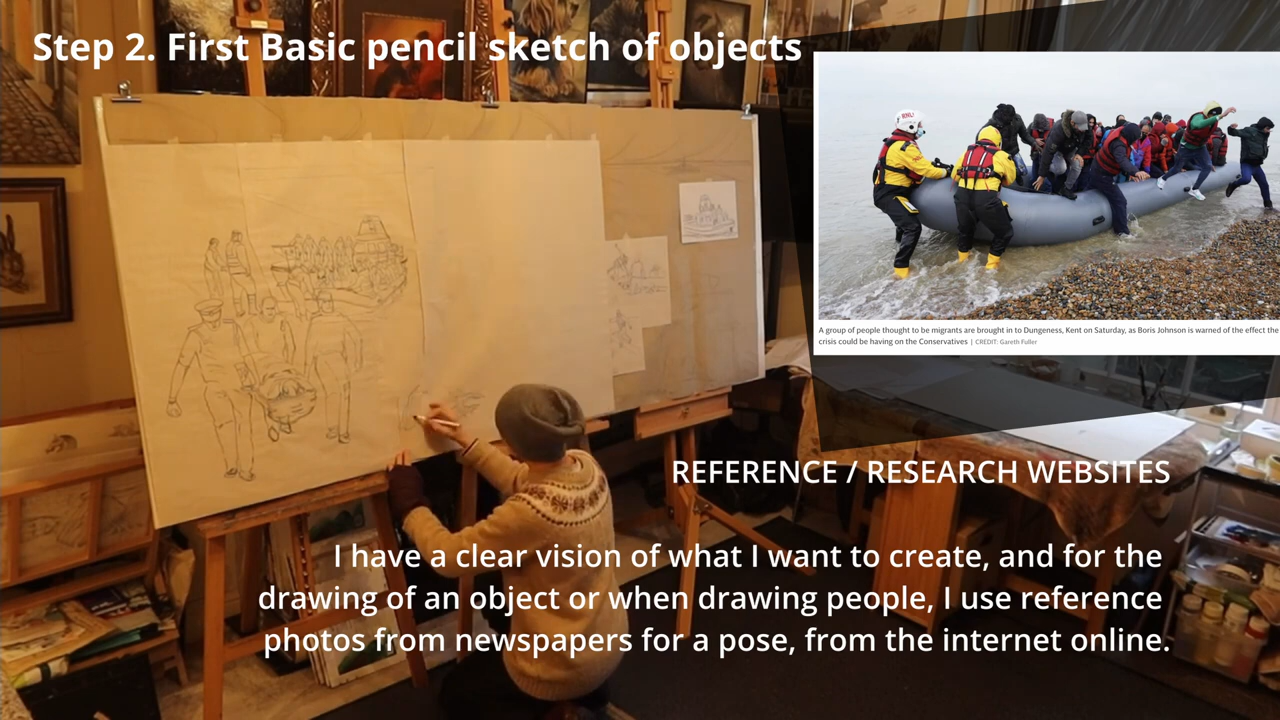 Step 2. First Basic pencil sketch of objects
RNLI
A group of people thought to be migrants are brought in to Dungeness, Kent on Saturday, as Boris Johnson is warned of the effect the
crisis could be having on the Conservatives | CREDIT: Gareth Fuller
REFERENCE / RESEARCH WEBSITES
I have a clear vision of what I want to create, and for the
drawing of an object or when drawing people, I use reference
photos from newspapers for a pose, from the internet online.